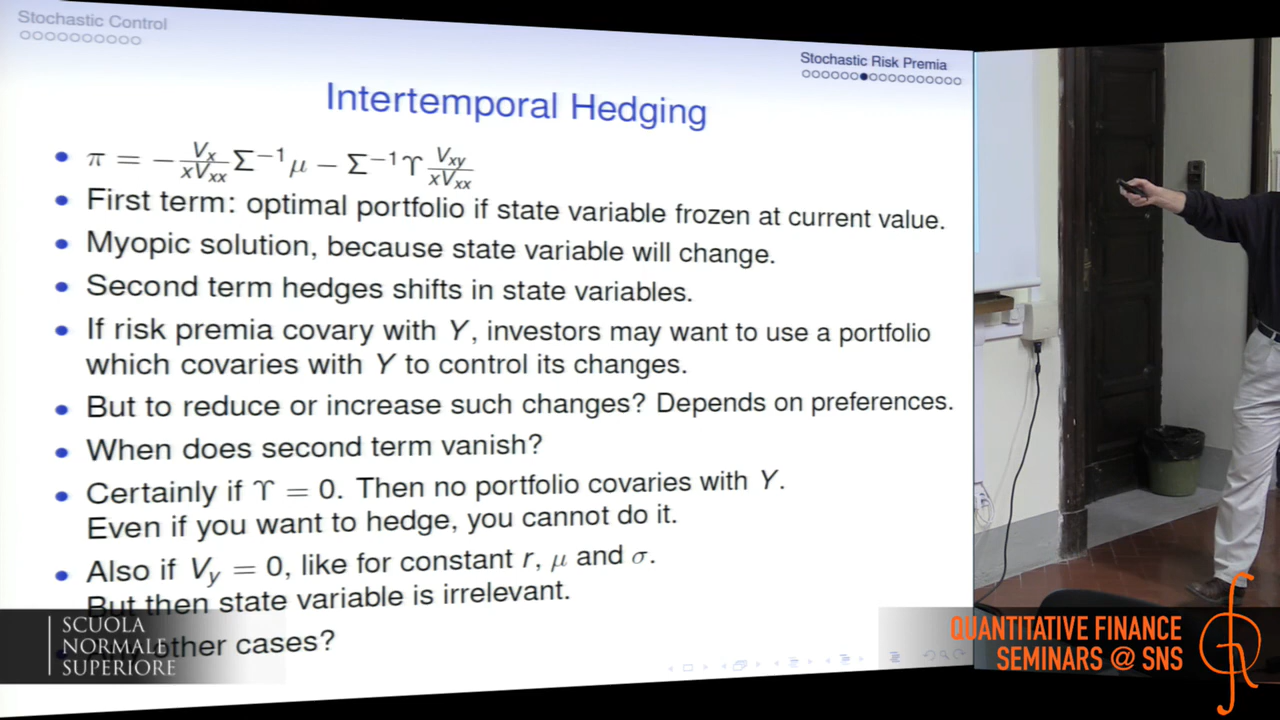 Stochastic Control
Stochastic Risk Premia
Intertemporal Hedging
• π = − V_x/(xV_xx) Σ⁻¹ μ − Σ⁻¹ϒ V_xy/(xV_xx)
• First term: optimal portfolio if state variable frozen at current value.
• Myopic solution, because state variable will change.
• Second term hedges shifts in state variables.
• If risk premia covary with Y, investors may want to use a portfolio
which covaries with Y to control its changes.
• But to reduce or increase such changes? Depends on preferences.
• When does second term vanish?
• Certainly if ϒ = 0. Then no portfolio covaries with Y.
Even if you want to hedge, you cannot do it.
• Also if V_y = 0, like for constant r, μ and σ.
But then state variable is irrelevant.
• other cases?
SCUOLA
NORMALE
SUPERIORE
QUANTITATIVE FINANCE
SEMINARS @ SNS